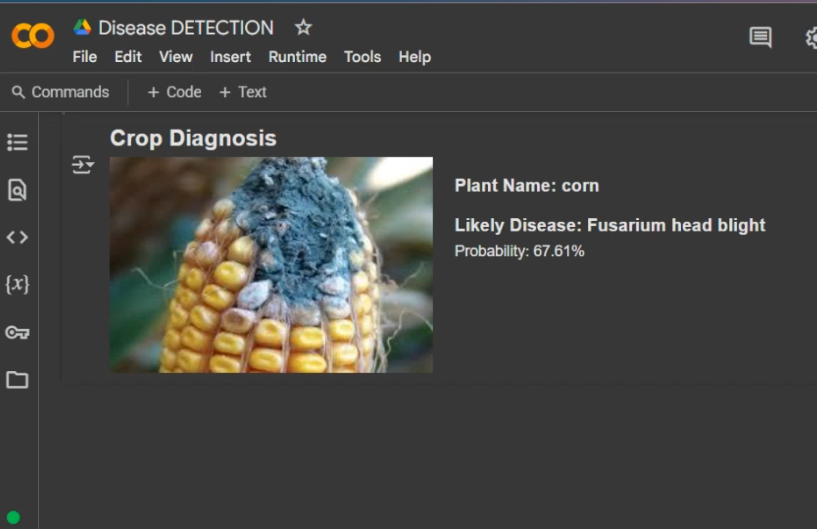 Disease DETECTION
File Edit View Insert Runtime Tools Help
Commands + Code + Text
Crop Diagnosis
Plant Name: corn
Likely Disease: Fusarium head blight
Probability: 67.61%
{x}